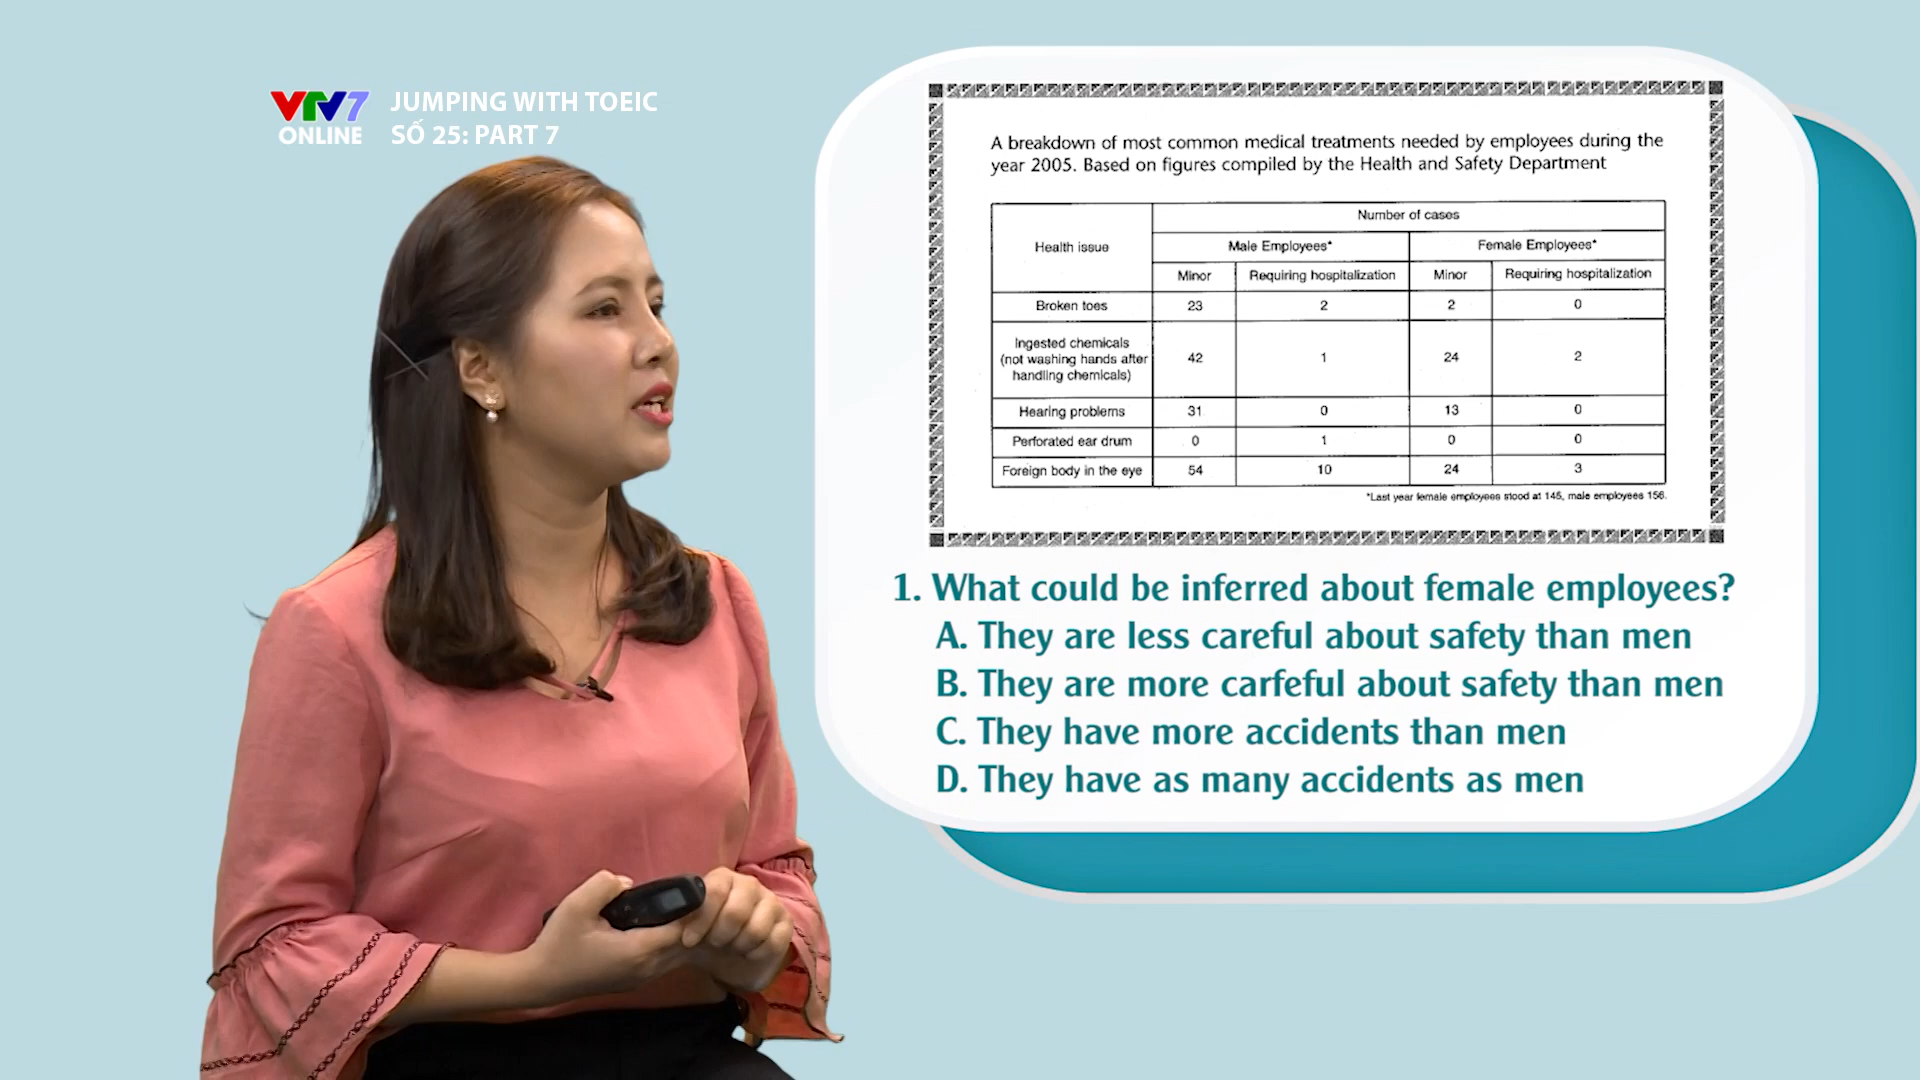 VTV7
ONLINE
JUMPING WITH TOEIC
SỐ 25: PART 7
A breakdown of most common medical treatments needed by employees during the
year 2005. Based on figures compiled by the Health and Safety Department
Health issue
Number of cases
Male Employees*
Female Employees*
Minor
Requiring hospitalization
Minor
Requiring hospitalization
Broken toes 23 2 2 0
Ingested chemicals
(not washing hands after
handling chemicals)
42 1 24 2
Hearing problems 31 0 13 0
Perforated ear drum 0 1 0 0
Foreign body in the eye 54 10 24 3
*Last year female employees stood at 145, male employees 156.
1. What could be inferred about female employees?
A. They are less careful about safety than men
B. They are more carfeful about safety than men
C. They have more accidents than men
D. They have as many accidents as men